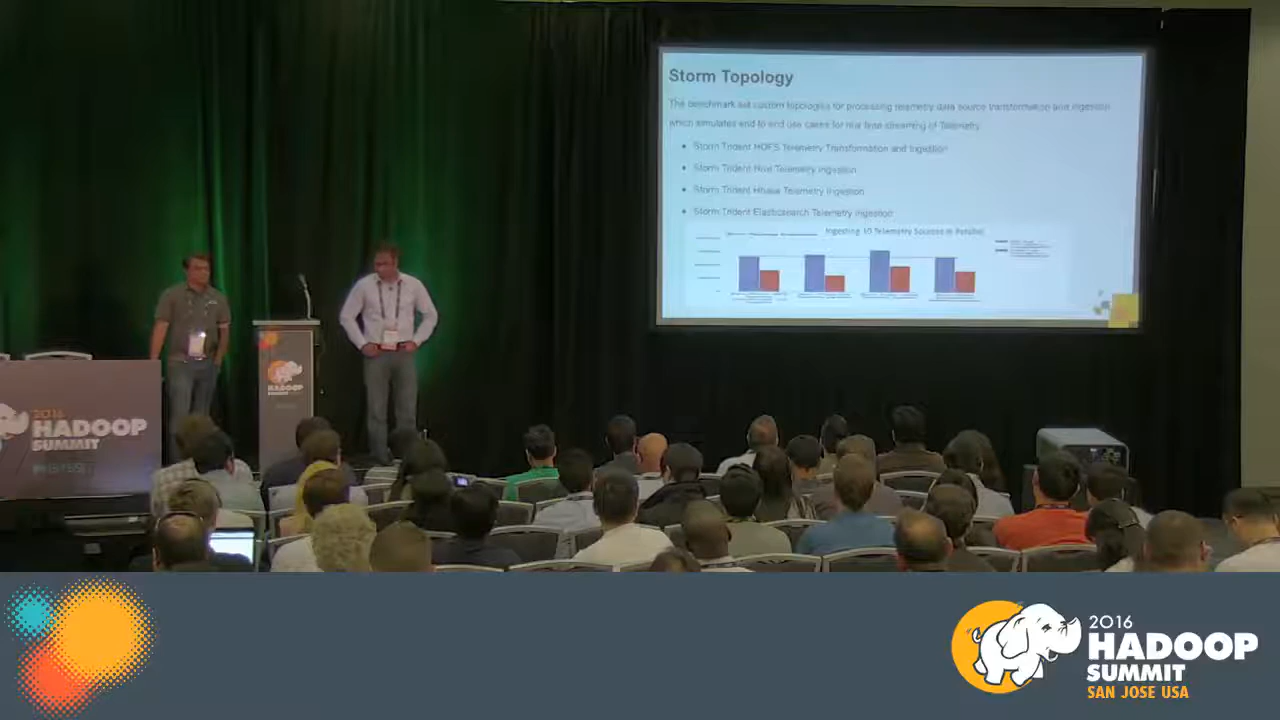 Storm Topology
The benchmark suit custom topologies for processing telemetry data source transformation and ingestion
which simulates end to end use cases for real time streaming of Telemetry
• Storm Trident HDFS Telemetry Transformation and Ingestion
• Storm Trident Hive Telemetry Ingestion
• Storm Trident Hbase Telemetry Ingestion
• Storm Trident Elasticsearch Telemetry Ingestion
Ingesting 10 Telemetry Sources in Parallel
HADOOP
SUMMIT
2016
HADOOP
SUMMIT
2016
HADOOP
SUMMIT
SAN JOSE USA